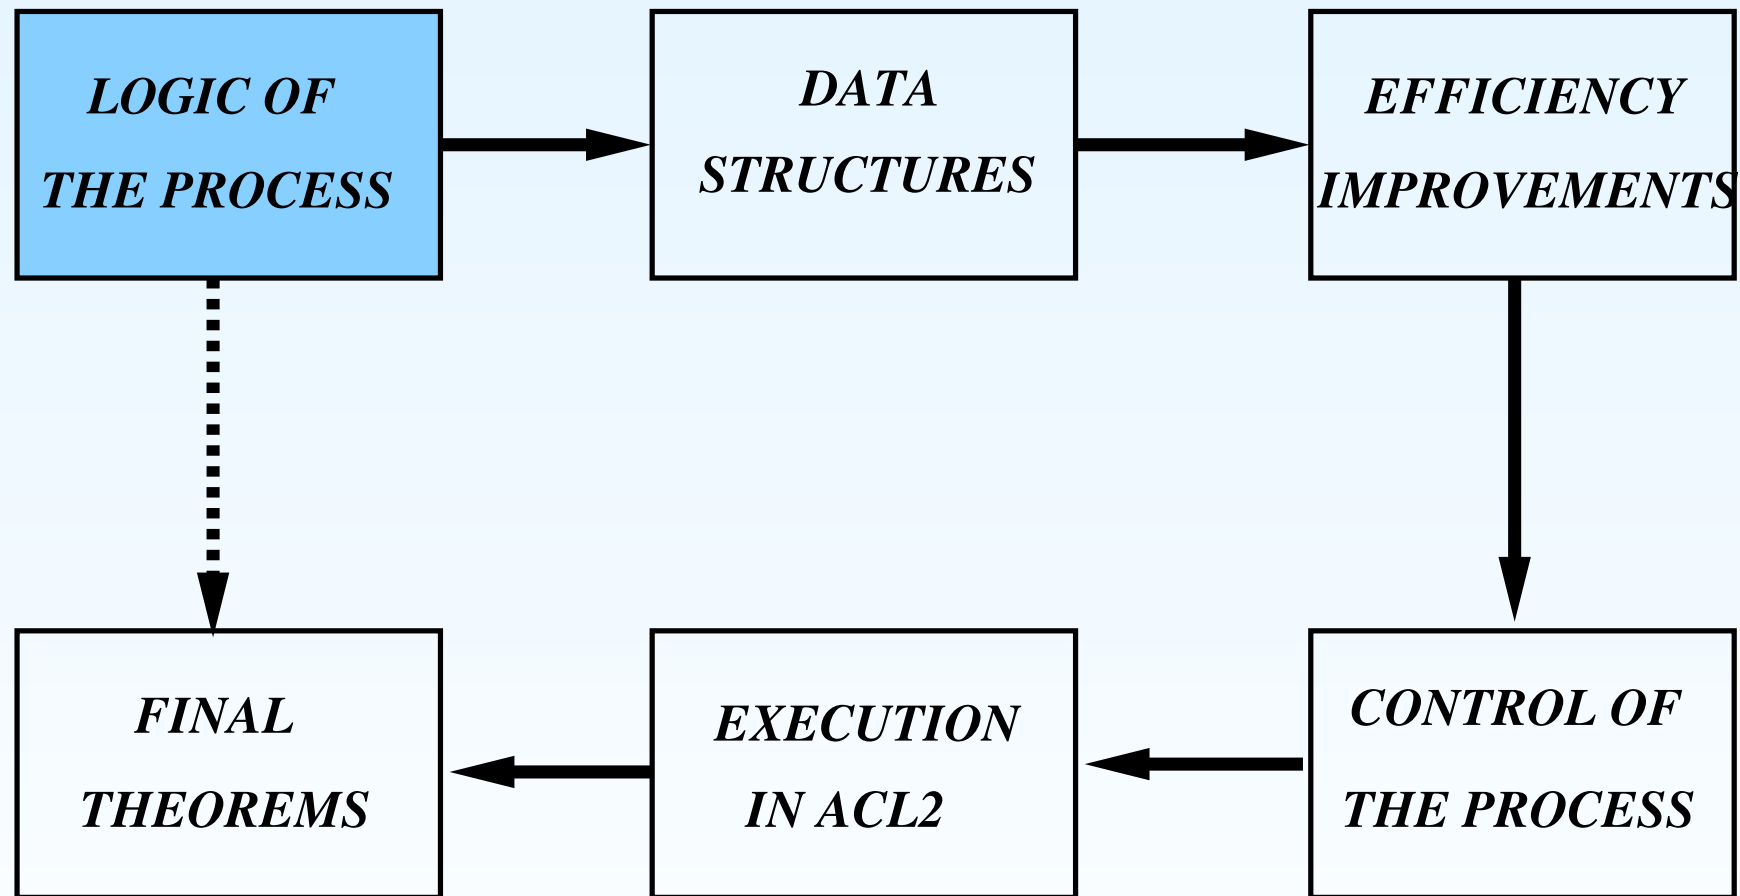 LOGIC OF
THE PROCESS
DATA
STRUCTURES
EFFICIENCY
IMPROVEMENTS
FINAL
THEOREMS
EXECUTION
IN ACL2
CONTROL OF
THE PROCESS